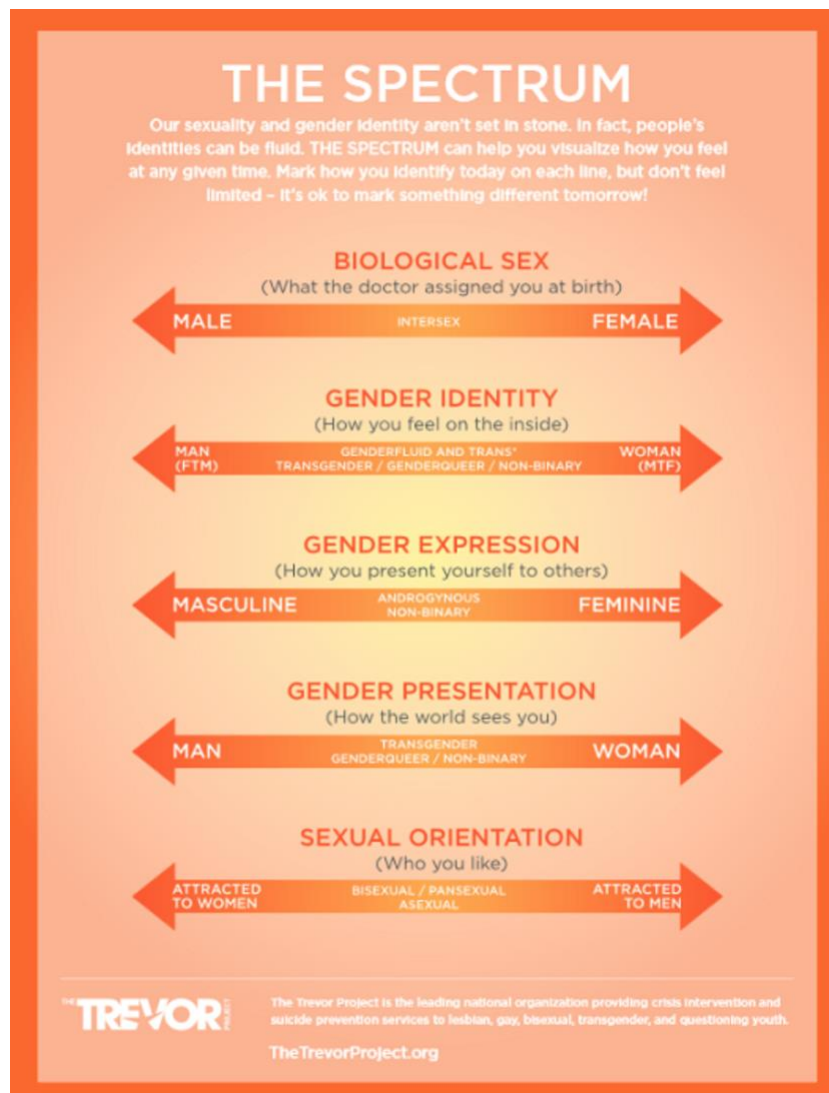 THE SPECTRUM
Our sexuality and gender identity aren't set in stone. In fact, people's
identities can be fluid. THE SPECTRUM can help you visualize how you feel
at any given time. Mark how you identify today on each line, but don't feel
limited – it's ok to mark something different tomorrow!
BIOLOGICAL SEX
(What the doctor assigned you at birth)
MALE INTERSEX FEMALE
GENDER IDENTITY
(How you feel on the inside)
MAN GENDERFLUID AND TRANS* WOMAN
(FTM) TRANSGENDER / GENDERQUEER / NON-BINARY (MTF)
GENDER EXPRESSION
(How you present yourself to others)
MASCULINE ANDROGYNOUS FEMININE
NON-BINARY
GENDER PRESENTATION
(How the world sees you)
MAN TRANSGENDER WOMAN
GENDERQUEER / NON-BINARY
SEXUAL ORIENTATION
(Who you like)
ATTRACTED BISEXUAL / PANSEXUAL ATTRACTED
TO WOMEN ASEXUAL TO MEN
THE TREVOR PROJECT
The Trevor Project is the leading national organization providing crisis intervention and
suicide prevention services to lesbian, gay, bisexual, transgender, and questioning youth.
TheTrevorProject.org